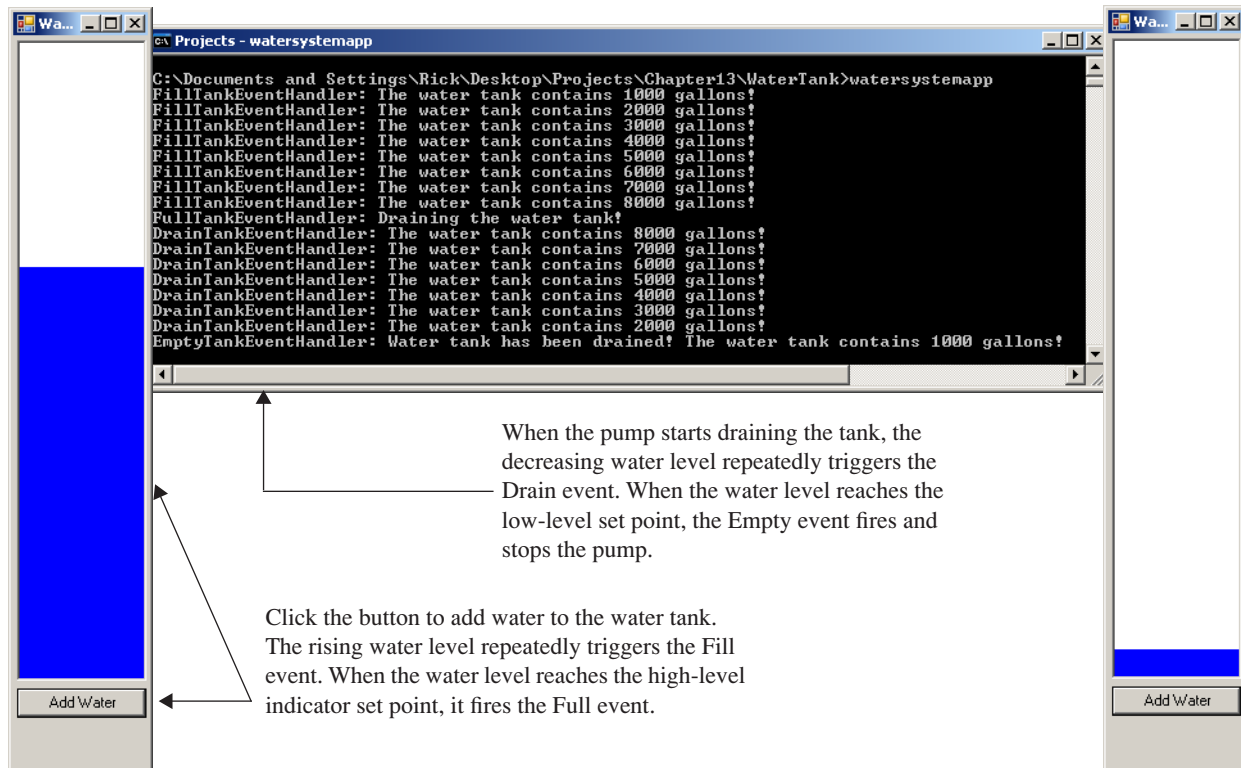 Wa...
Projects - watersystemapp
C:\Documents and Settings\Rick\Desktop\Projects\Chapter13\WaterTank>watersystemapp
FillTankEventHandler: The water tank contains 1000 gallons!
FillTankEventHandler: The water tank contains 2000 gallons!
FillTankEventHandler: The water tank contains 3000 gallons!
FillTankEventHandler: The water tank contains 4000 gallons!
FillTankEventHandler: The water tank contains 5000 gallons!
FillTankEventHandler: The water tank contains 6000 gallons!
FillTankEventHandler: The water tank contains 7000 gallons!
FillTankEventHandler: The water tank contains 8000 gallons!
FullTankEventHandler: Draining the water tank!
DrainTankEventHandler: The water tank contains 8000 gallons!
DrainTankEventHandler: The water tank contains 7000 gallons!
DrainTankEventHandler: The water tank contains 6000 gallons!
DrainTankEventHandler: The water tank contains 5000 gallons!
DrainTankEventHandler: The water tank contains 4000 gallons!
DrainTankEventHandler: The water tank contains 3000 gallons!
DrainTankEventHandler: The water tank contains 2000 gallons!
EmptyTankEventHandler: Water tank has been drained! The water tank contains 1000 gallons!
Wa...
When the pump starts draining the tank, the
decreasing water level repeatedly triggers the
Drain event. When the water level reaches the
low-level set point, the Empty event fires and
stops the pump.
Click the button to add water to the water tank.
The rising water level repeatedly triggers the Fill
event. When the water level reaches the high-level
indicator set point, it fires the Full event.
Add Water
Add Water